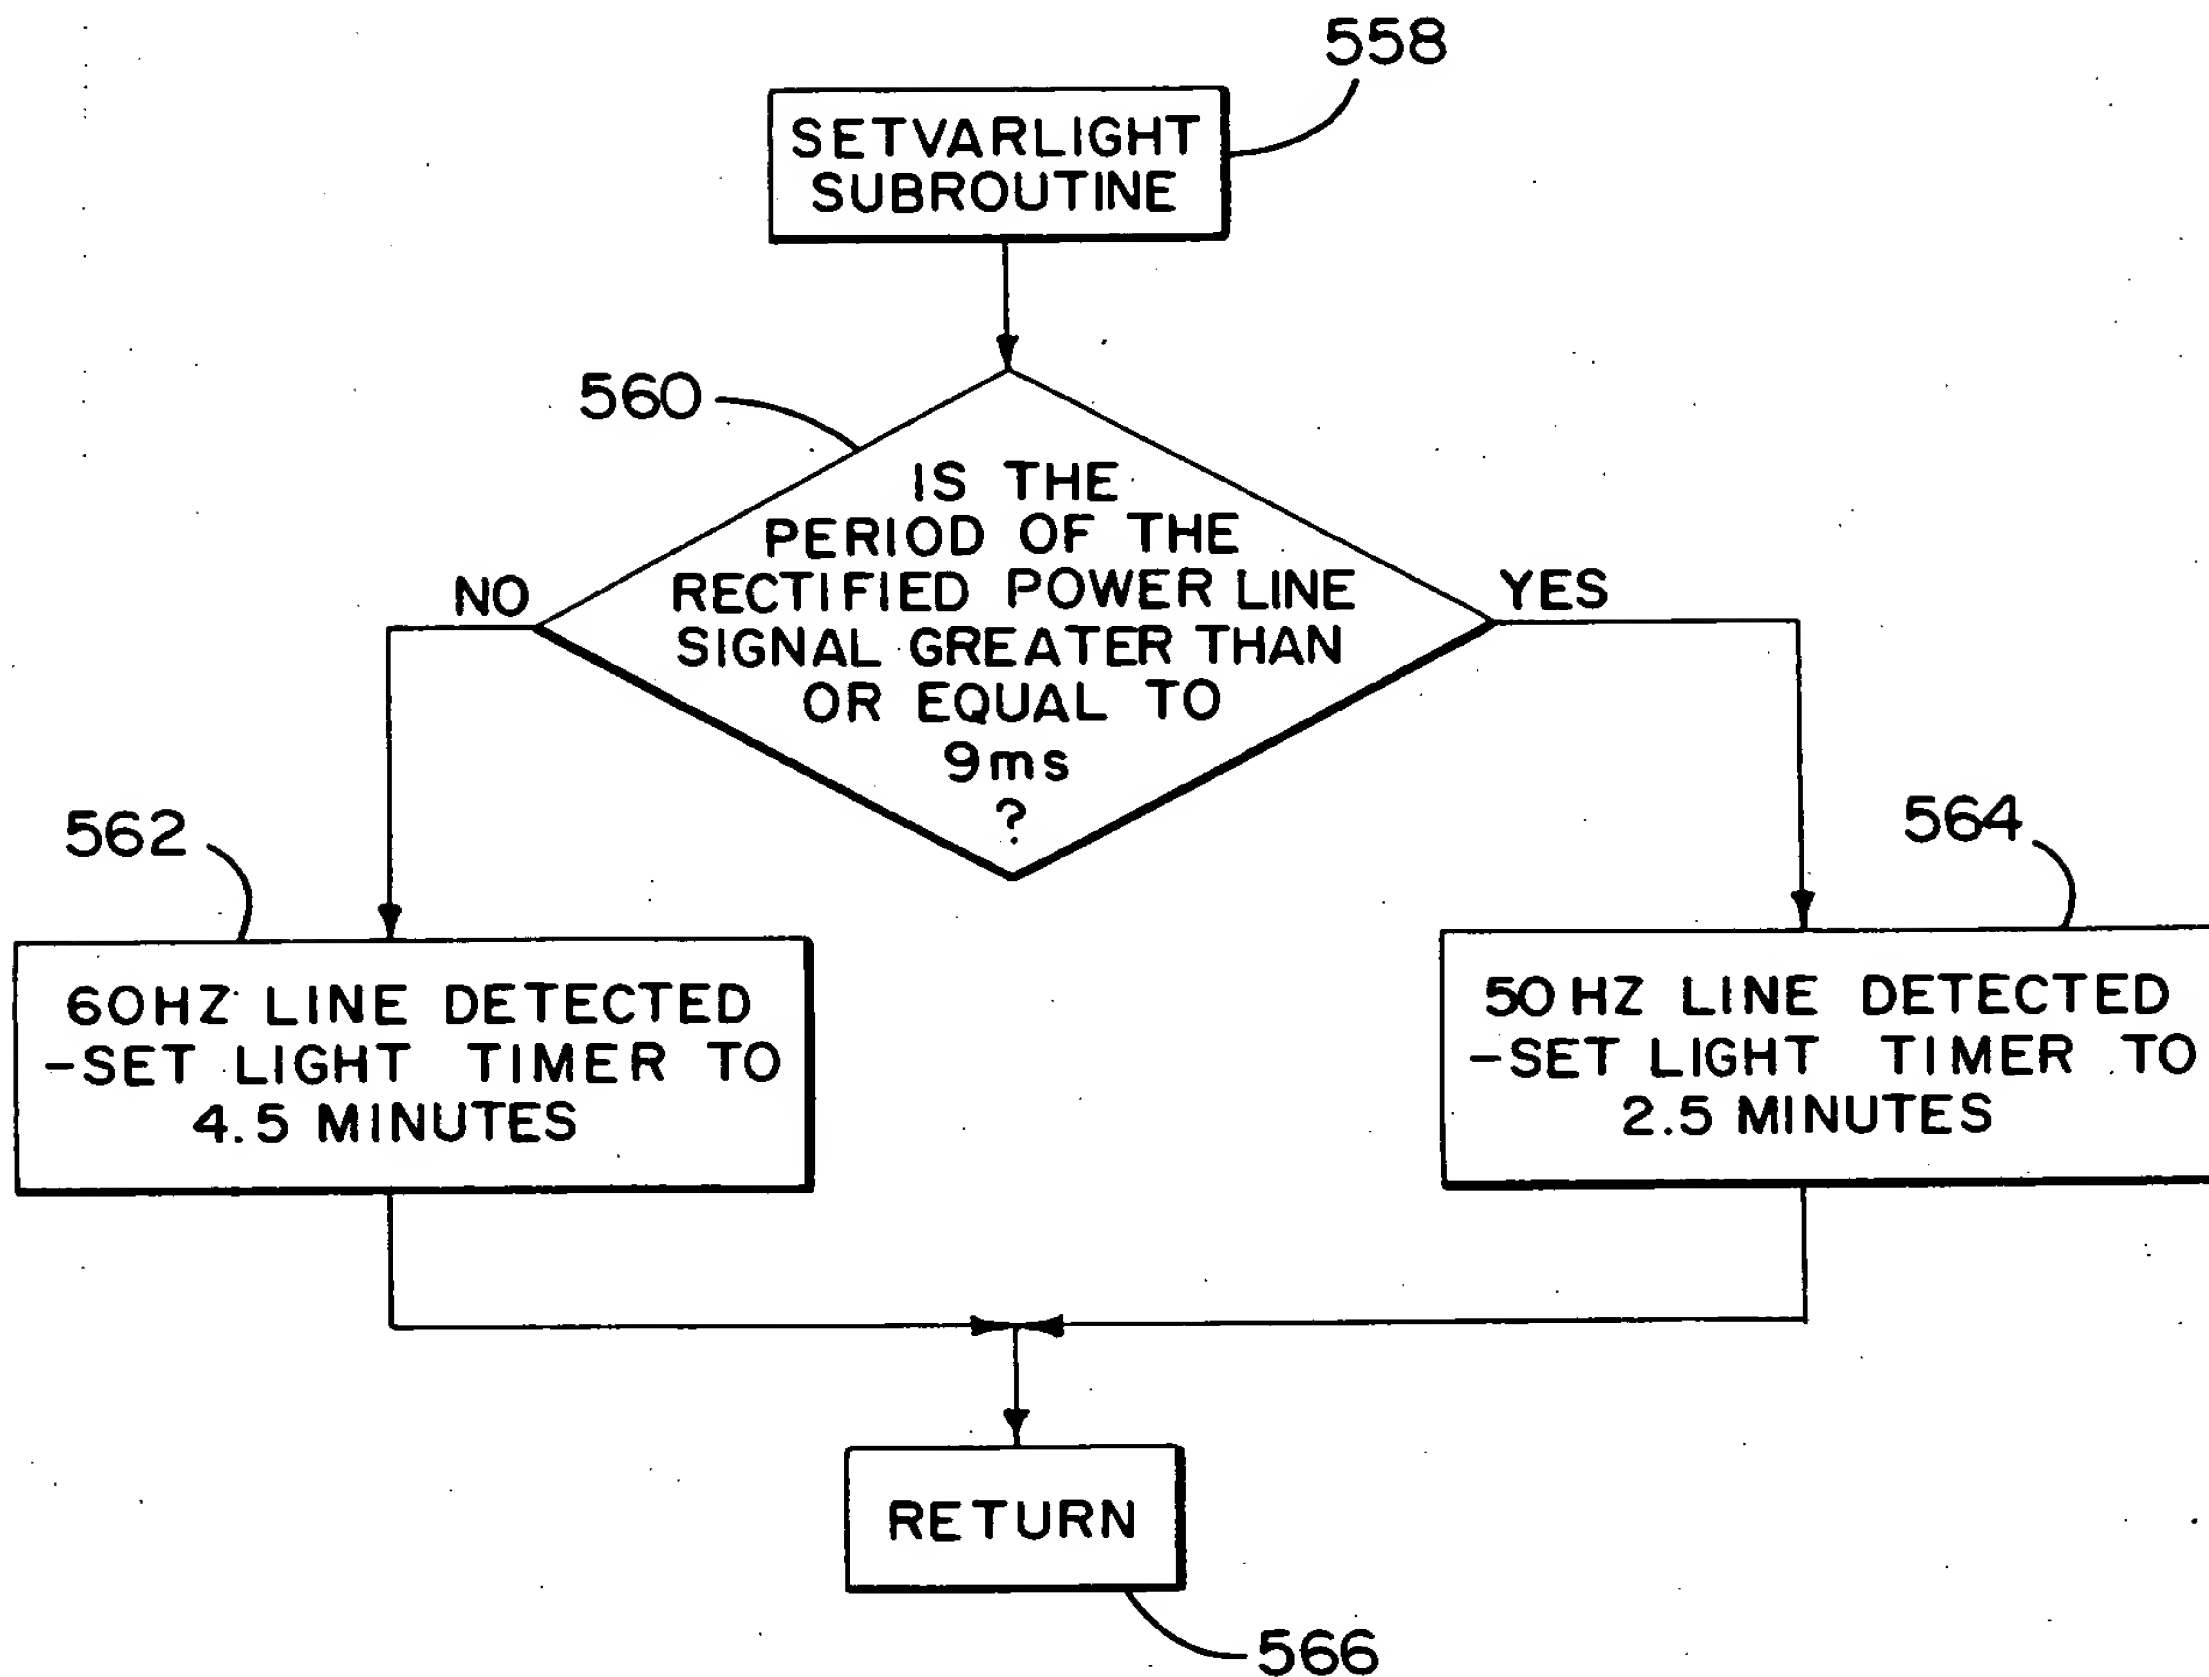 558
SETVARLIGHT
SUBROUTINE
560
IS THE
PERIOD OF THE
RECTIFIED POWER LINE
SIGNAL GREATER THAN
OR EQUAL TO
9ms
?
NO
YES
562
564
60HZ LINE DETECTED
-SET LIGHT TIMER TO
4.5 MINUTES
50HZ LINE DETECTED
-SET LIGHT TIMER TO
2.5 MINUTES
RETURN
566